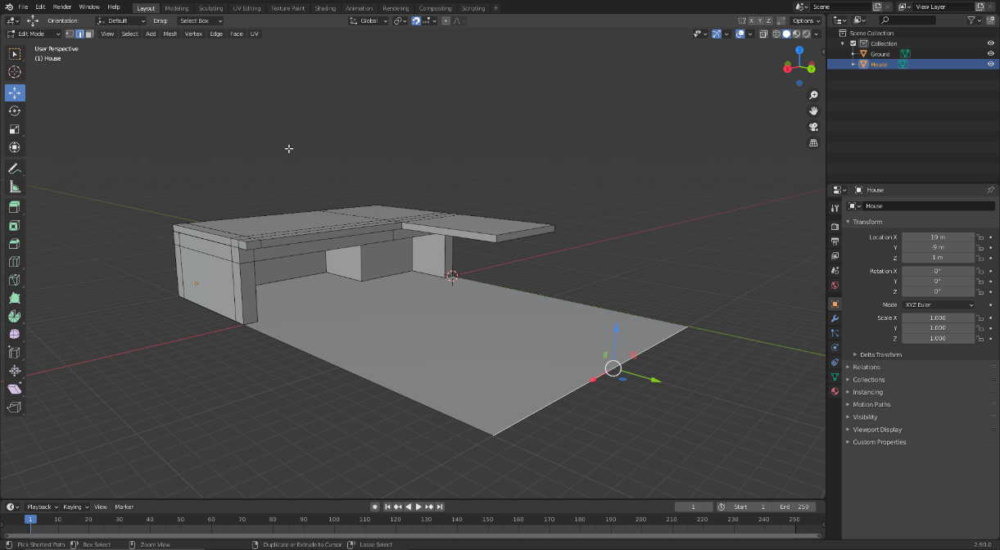 File Edit Render Window Help Layout Modeling Sculpting UV Editing Texture Paint Shading Animation Rendering Compositing Scripting + Scene View Layer
Orientation: Default Drag: Select Box Global X Y Z Options
Edit Mode View Select Add Mesh Vertex Edge Face UV
User Perspective
(1) House
Z
X Y
Scene Collection
Collection
Ground
House
House
House
Transform
Location X 19 m
Y -9 m
Z 1 m
Rotation X 0°
Y 0°
Z 0°
Mode XYZ Euler
Scale X 1.000
Y 1.000
Z 1.000
Delta Transform
Relations
Collections
Instancing
Motion Paths
Visibility
Viewport Display
Custom Properties
Playback Keying View Marker 1 Start 1 End 250
1 10 20 30 40 50 60 70 80 90 100 110 120 130 140 150 160 170 180 190 200 210 220 230 240 250
Pick Shortest Path Box Select Zoom View Duplicate or Extrude to Cursor Lasso Select 2.90.0